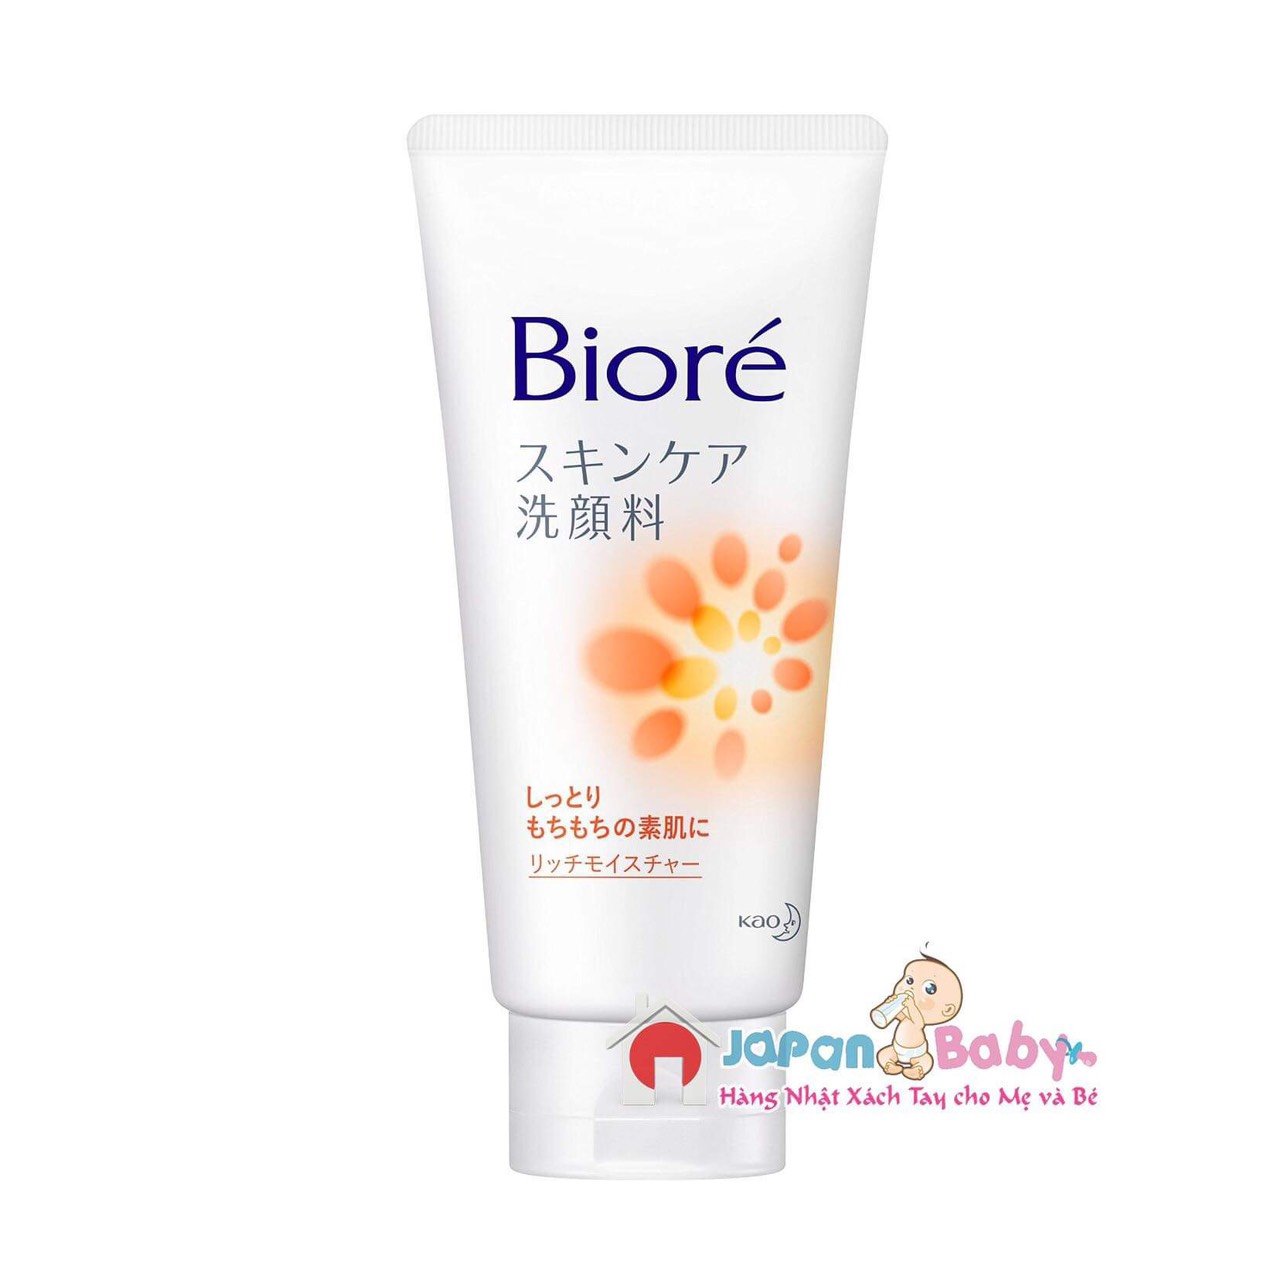 Bioré
スキンケア
洗顔料
しっとり
もちもちの素肌に
リッチモイスチャー
Kao
Japan Baby
Hàng Nhật Xách Tay cho Mẹ và Bé